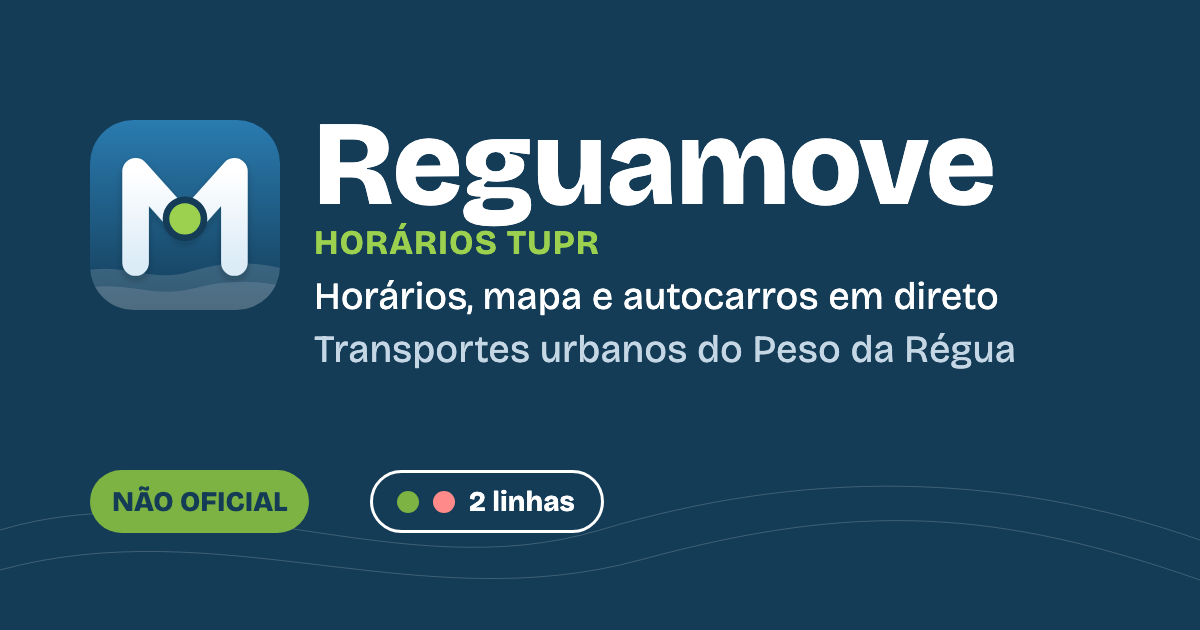 M
Reguamove
HORÁRIOS TUPR
Horários, mapa e autocarros em direto
Transportes urbanos do Peso da Régua
NÃO OFICIAL
2 linhas